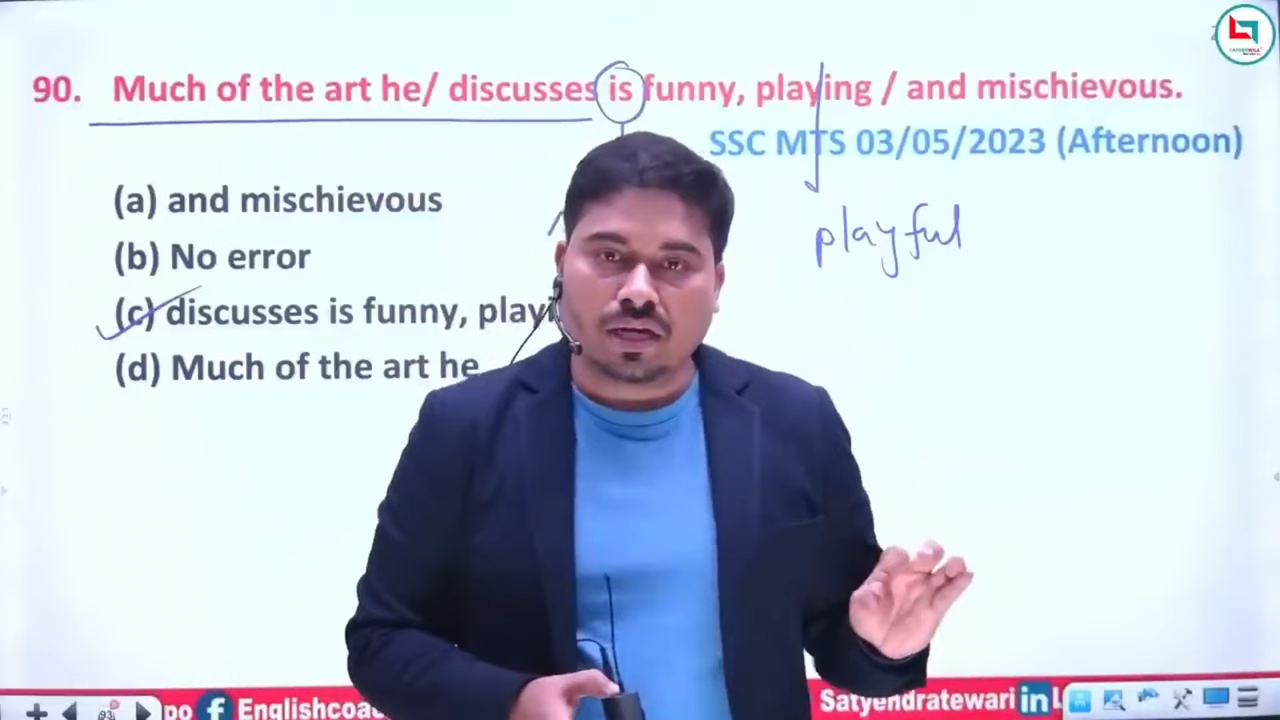 90. Much of the art he/ discusses is funny, playing / and mischievous.
SSC MTS 03/05/2023 (Afternoon)
playful
(a) and mischievous
(b) No error
(c) discusses is funny,
(d) Much of the art he
Englishcoa
Satyendratewari in